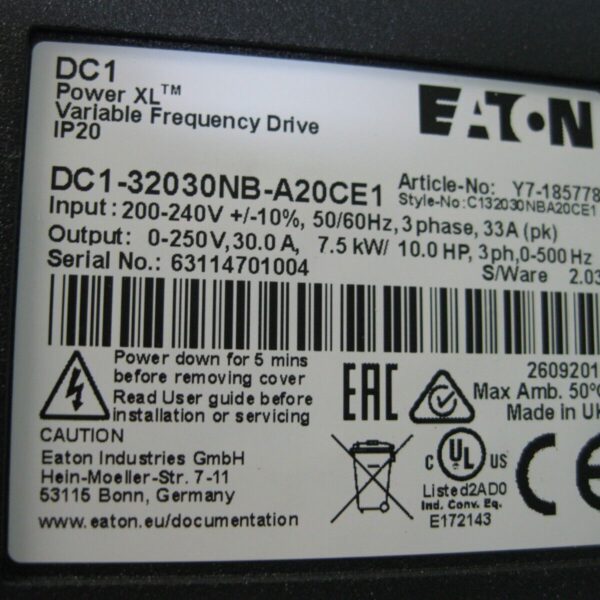 DC1
Power XL™
Variable Frequency Drive
IP20
EATON
DC1-32030NB-A20CE1
Article-No: Y7-185778
Style-No:C132030NBA20CE1
Input: 200-240V +/-10%, 50/60Hz, 3 phase, 33A (pk)
Output: 0-250V, 30.0 A, 7.5 kW/ 10.0 HP, 3ph,0-500 Hz
Serial No.: 63114701004
S/Ware 2.03
Power down for 5 mins
before removing cover
Read User guide before
installation or servicing
CAUTION
Eaton Industries GmbH
Hein-Moeller-Str. 7-11
53115 Bonn, Germany
www.eaton.eu/documentation
EAC
2609201
Max Amb. 50°C
Made in UK
C UL US
Listed2AD0
Ind. Conv. Eq.
E172143
CE